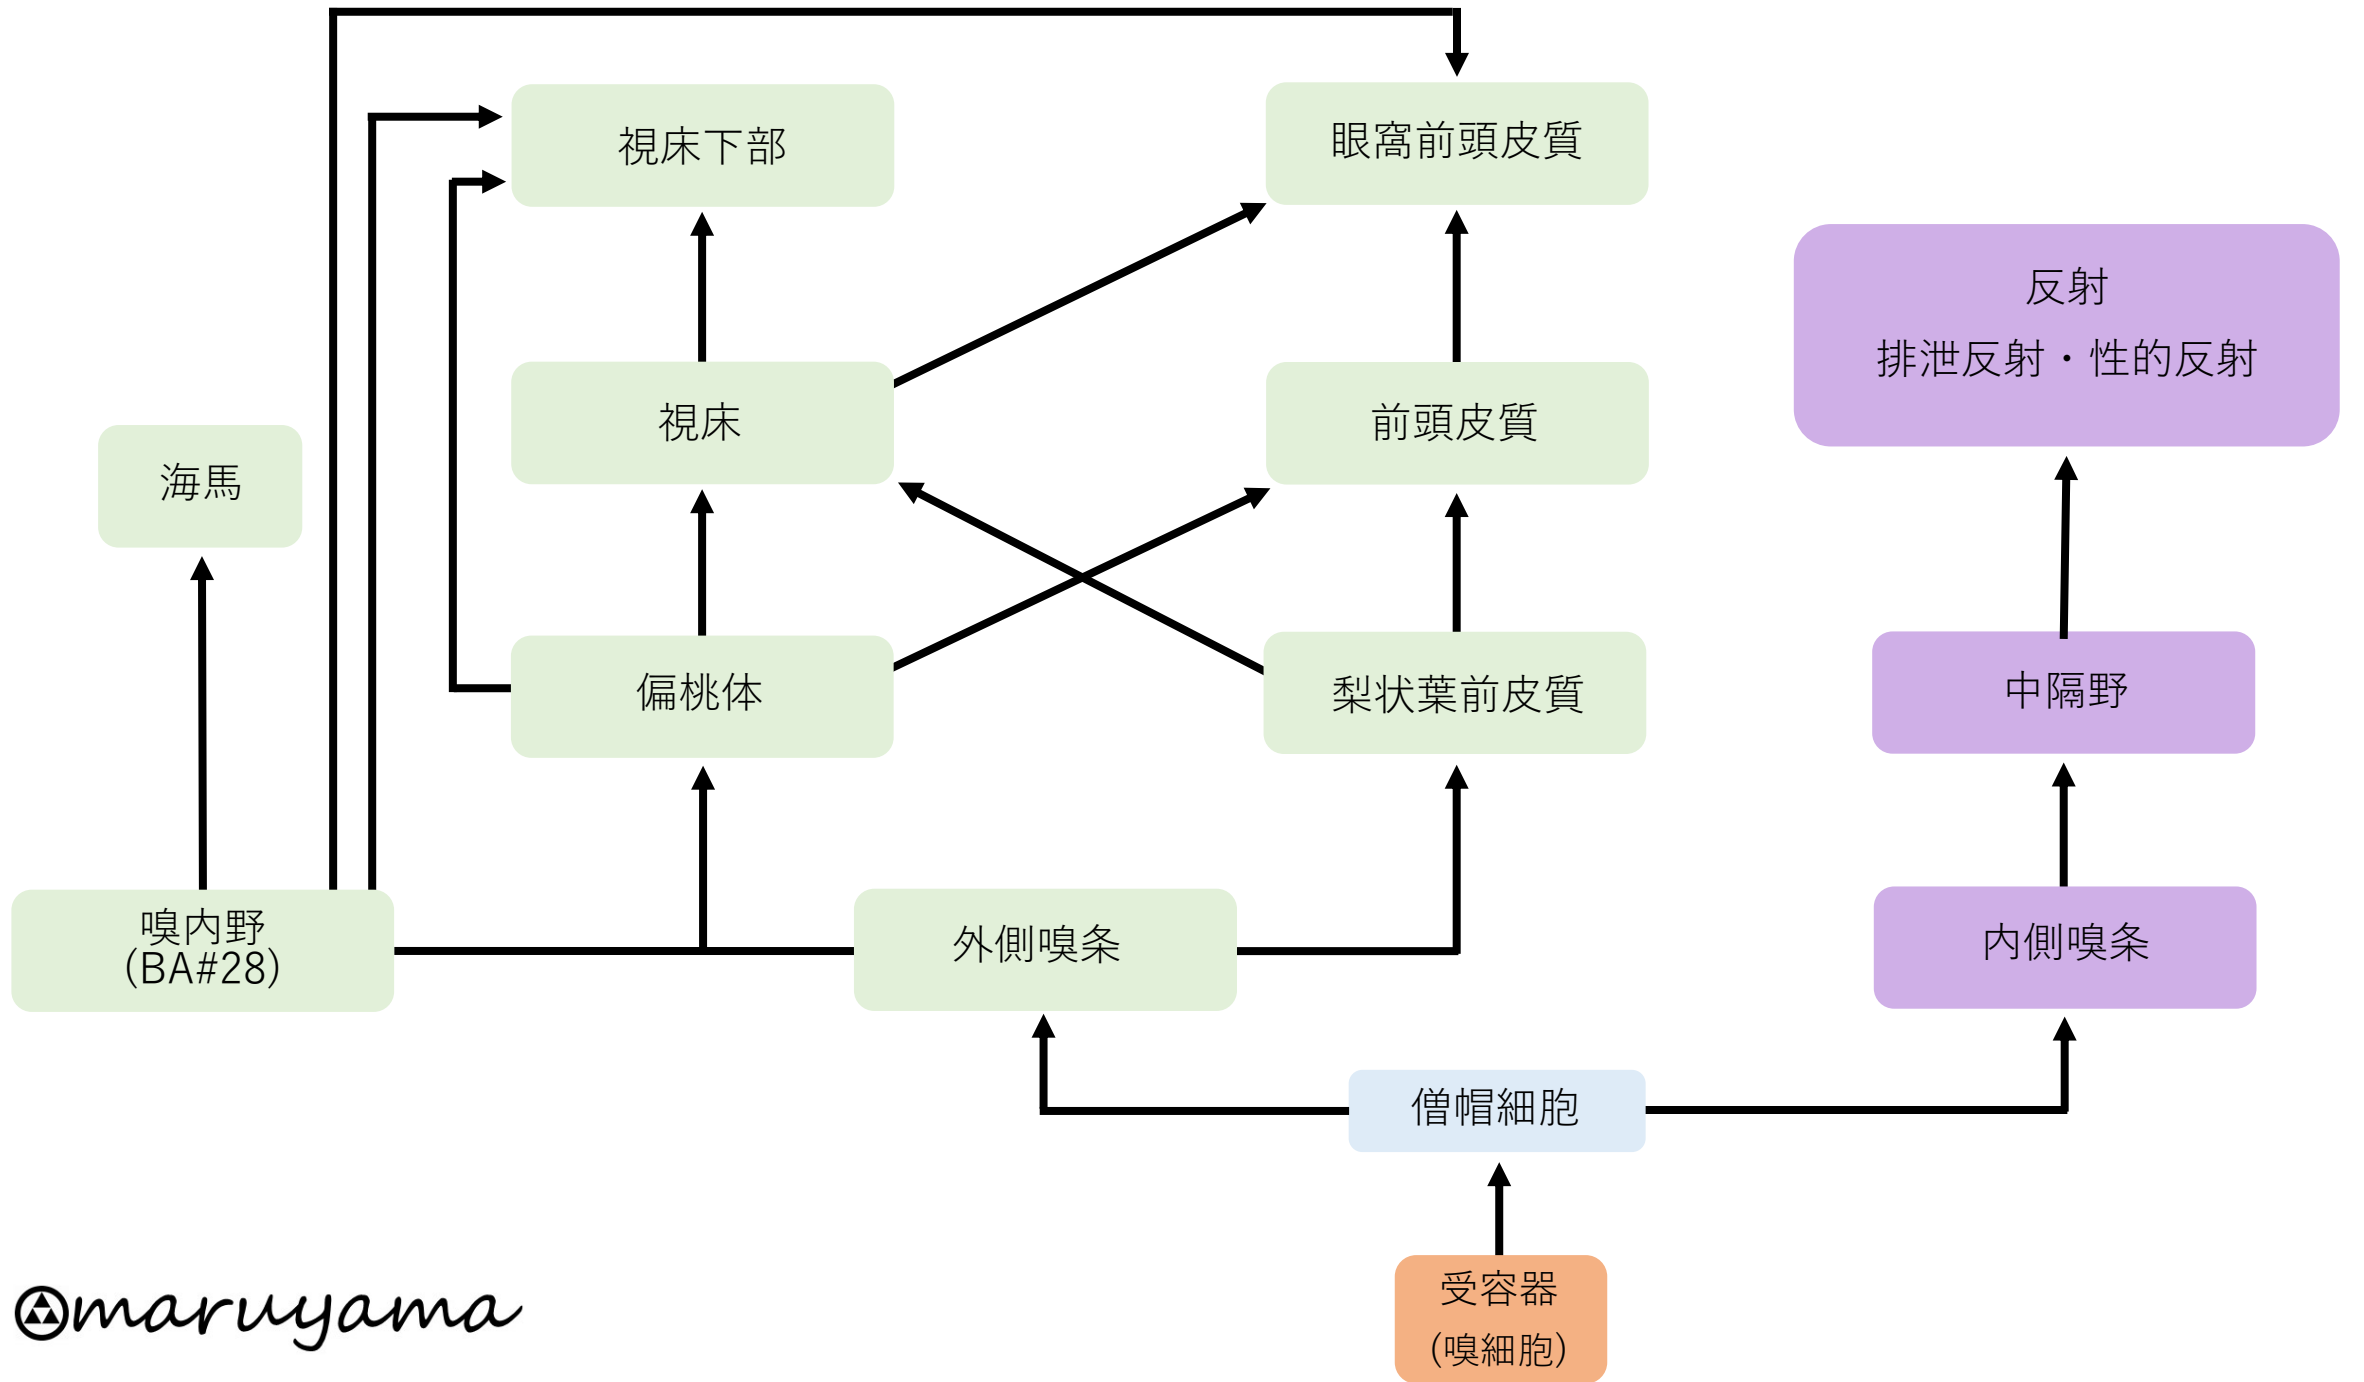 視床下部
眼窩前頭皮質
反射
排泄反射・性的反射
視床
前頭皮質
海馬
偏桃体
梨状葉前皮質
中隔野
嗅内野
(BA#28)
外側嗅条
内側嗅条
僧帽細胞
受容器
(嗅細胞)
maruyama